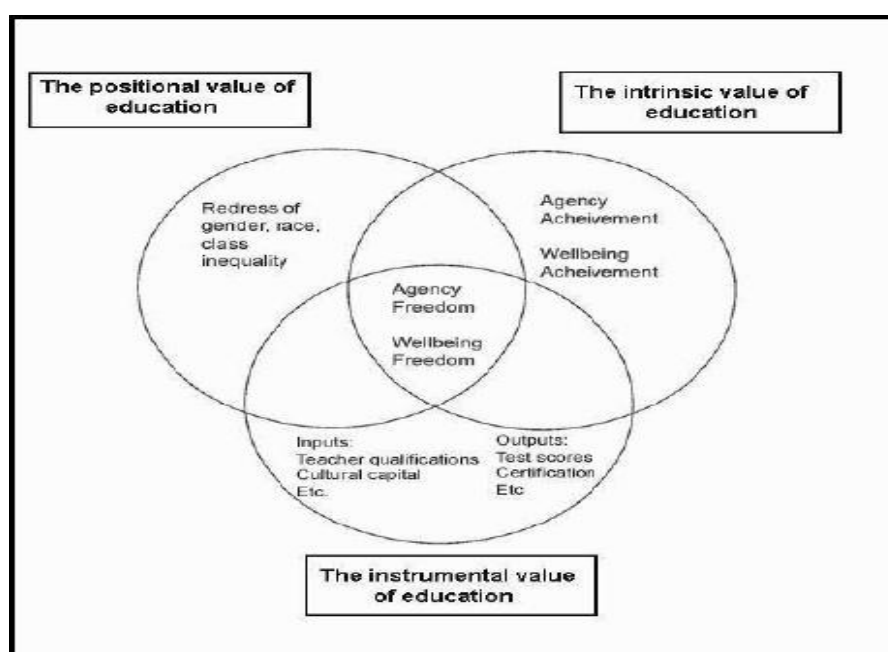 The positional value of
education
The intrinsic value of
education
Redress of
gender, race,
class
inequality
Agency
Acheivement
Wellbeing
Acheivement
Agency
Freedom
Wellbeing
Freedom
Inputs:
Teacher qualifications
Cultural capital
Etc.
Outputs:
Test scores
Certification
Etc
The instrumental value
of education